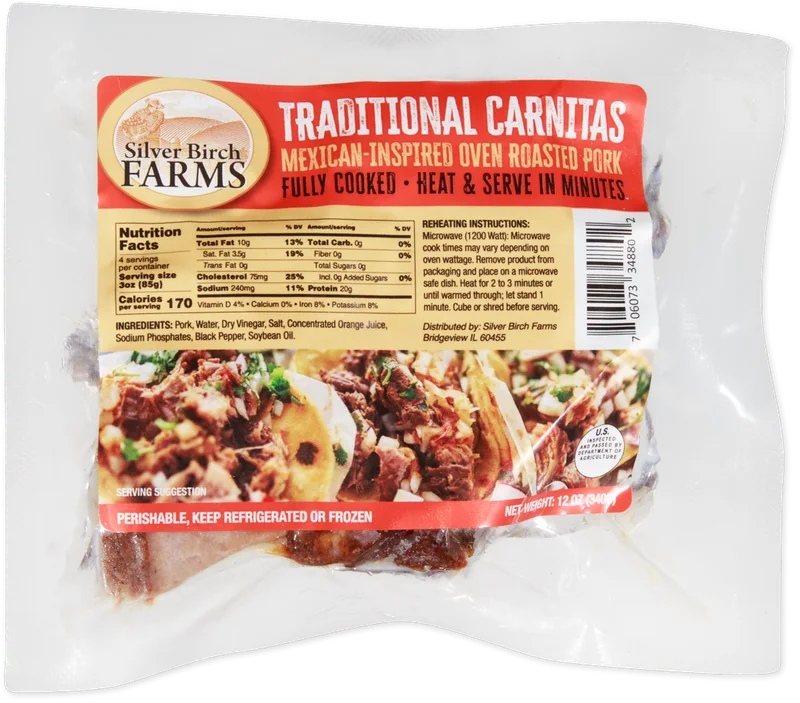 Silver Birch
FARMS
TRADITIONAL CARNITAS
MEXICAN-INSPIRED OVEN ROASTED PORK
FULLY COOKED • HEAT & SERVE IN MINUTES
Nutrition
Facts
4 servings
per container
Serving size
3oz (85g)
Calories
per serving 170
Amount/serving % DV Amount/serving % DV
Total Fat 10g 13% Total Carb. 0g 0%
Sat. Fat 3.5g 19% Fiber 0g 0%
Trans Fat 0g Total Sugars 0g
Cholesterol 75mg 25% Incl. 0g Added Sugars 0%
Sodium 240mg 11% Protein 20g
Vitamin D 4% • Calcium 0% • Iron 8% • Potassium 8%
INGREDIENTS: Pork, Water, Dry Vinegar, Salt, Concentrated Orange Juice,
Sodium Phosphates, Black Pepper, Soybean Oil.
REHEATING INSTRUCTIONS:
Microwave (1200 Watt): Microwave
cook times may vary depending on
oven wattage. Remove product from
packaging and place on a microwave
safe dish. Heat for 2 to 3 minutes or
until warmed through; let stand 1
minute. Cube or shred before serving.
Distributed by: Silver Birch Farms
Bridgeview IL 60455
7 06073 34880 2
U.S.
INSPECTED
AND PASSED BY
DEPARTMENT OF
AGRICULTURE
SERVING SUGGESTION
PERISHABLE, KEEP REFRIGERATED OR FROZEN
NET WEIGHT: 12 OZ (340g)